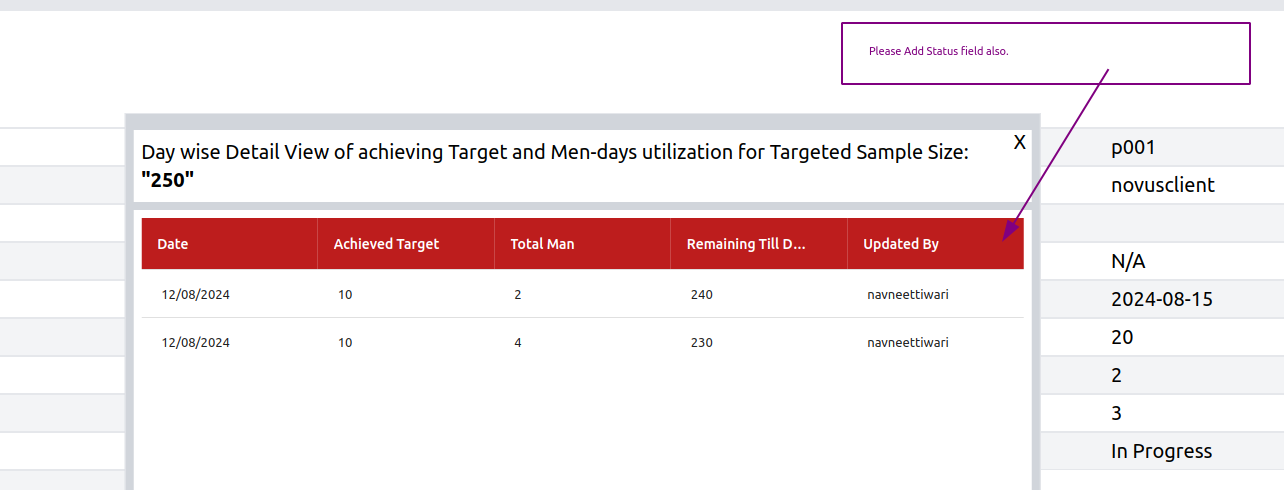 Please Add Status field also.
Day wise Detail View of achieving Target and Men-days utilization for Targeted Sample Size:
"250"
X
Date Achieved Target Total Man Remaining Till D... Updated By
12/08/2024 10 2 240 navneettiwari
12/08/2024 10 4 230 navneettiwari
p001
novusclient
N/A
2024-08-15
20
2
3
In Progress